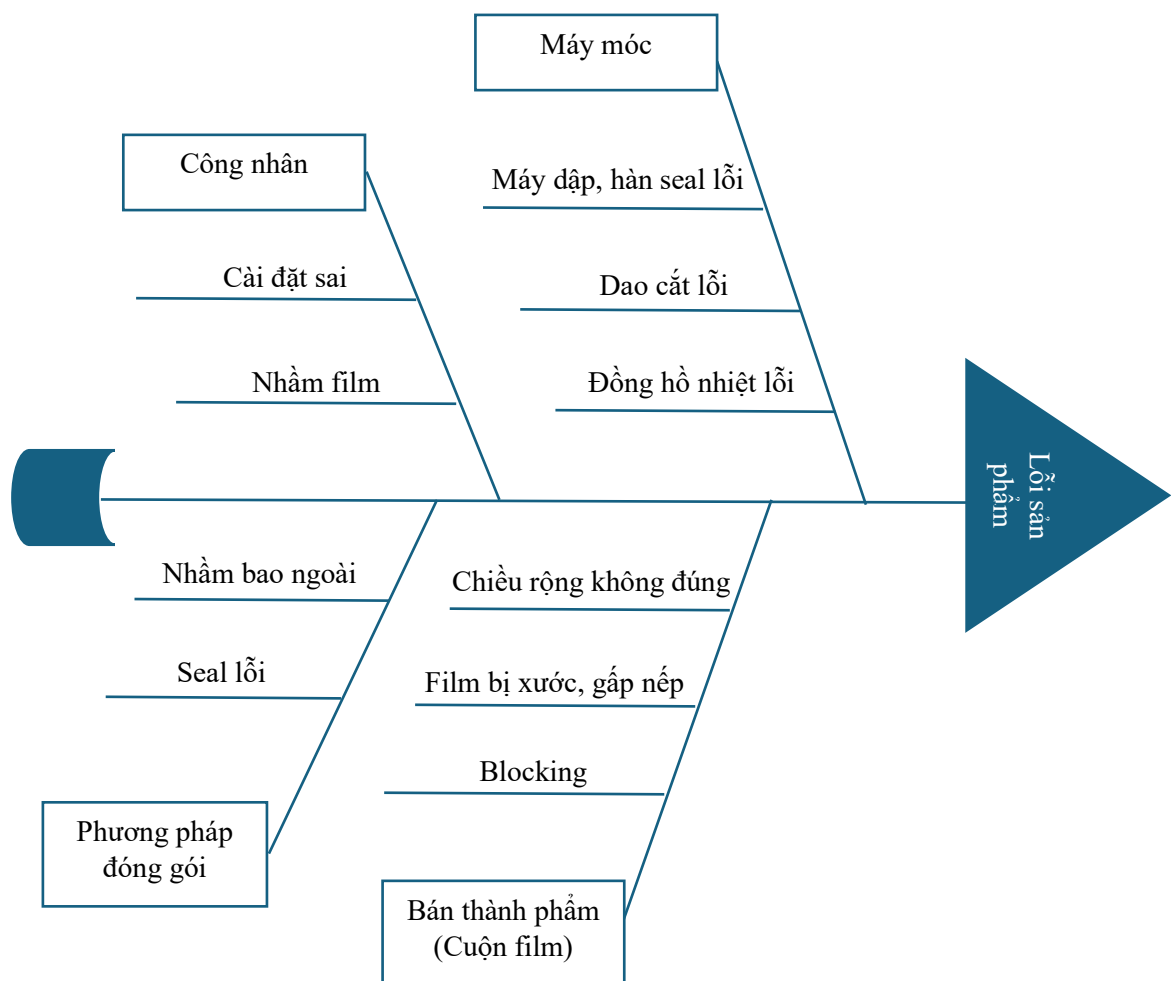 Máy móc
Công nhân
Máy dập, hàn seal lỗi
Cài đặt sai
Dao cắt lỗi
Nhầm film
Đồng hồ nhiệt lỗi
Lỗi sản
phẩm
Nhầm bao ngoài
Chiều rộng không đúng
Seal lỗi
Film bị xước, gấp nếp
Blocking
Phương pháp
đóng gói
Bán thành phẩm
(Cuộn film)